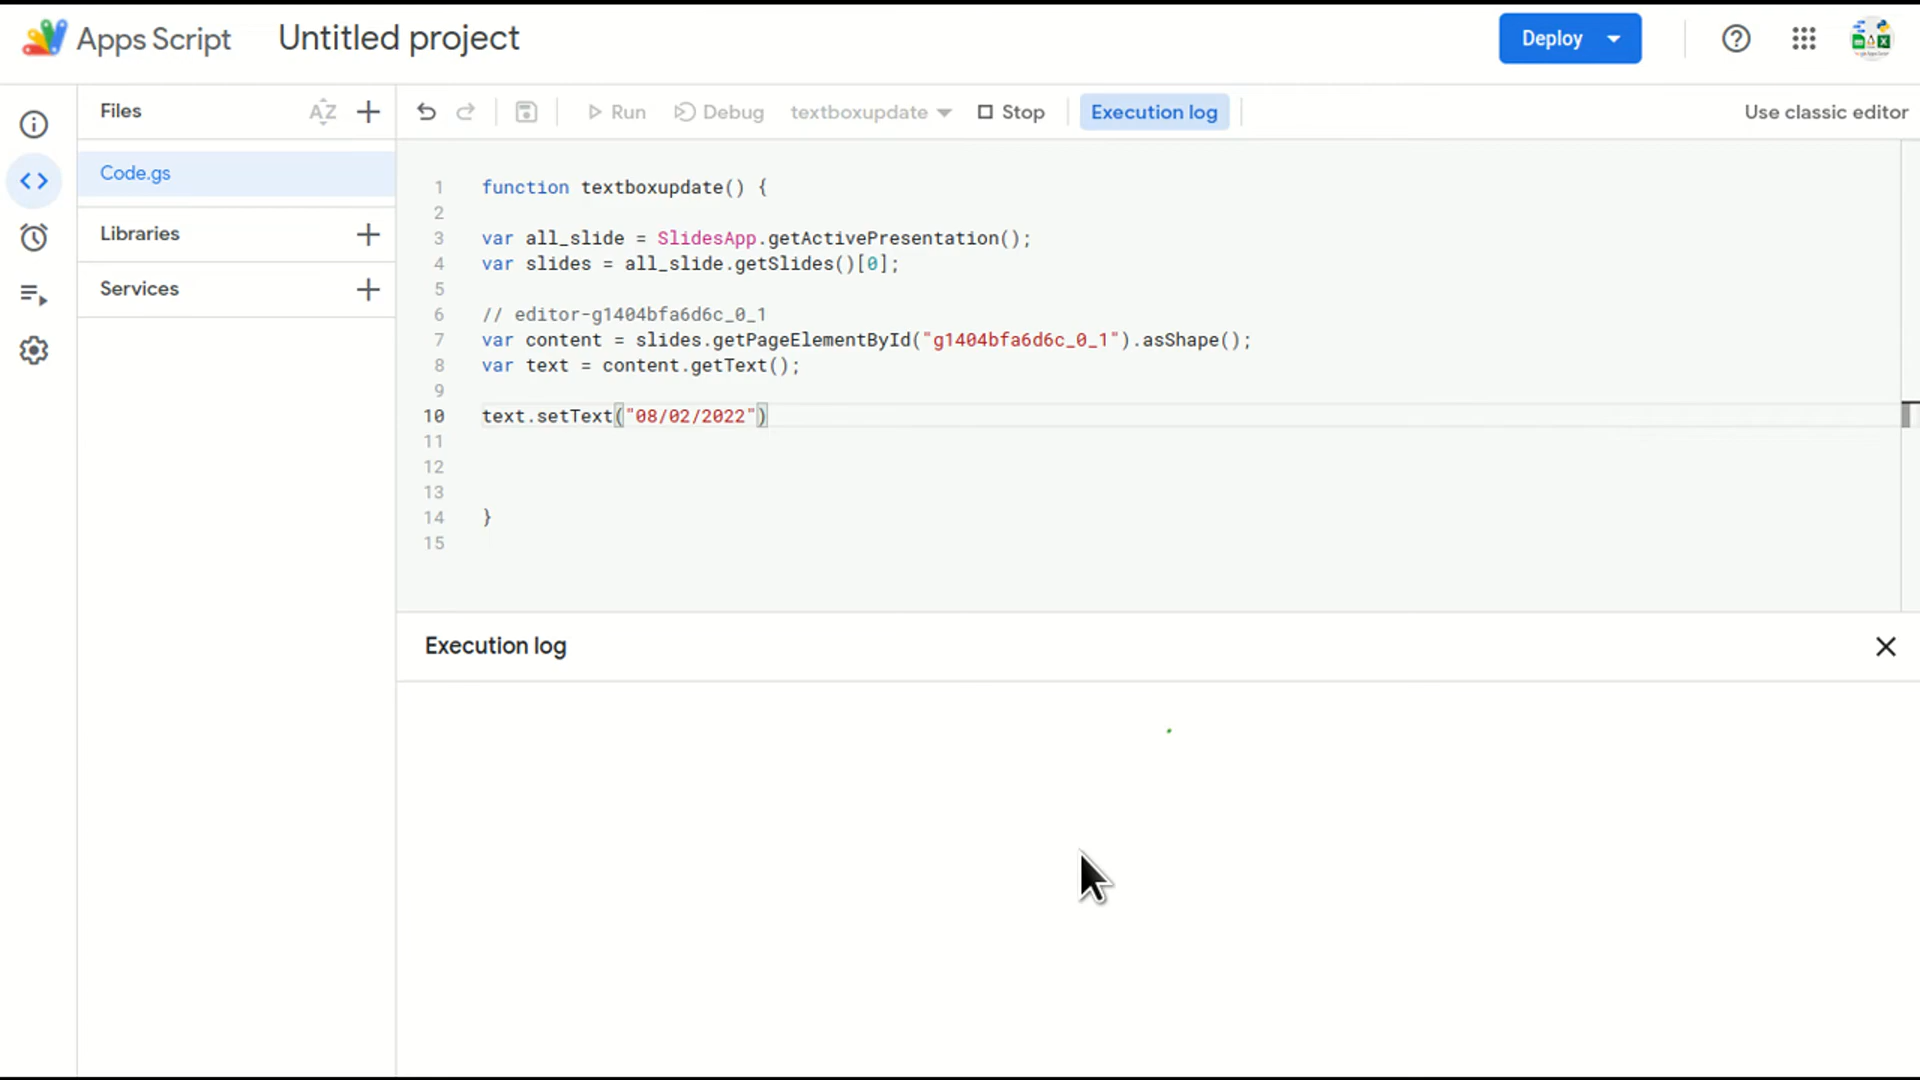 Apps Script Untitled project Deploy
Files AZ Run Debug textboxupdate Stop Execution log Use classic editor
Code.gs
Libraries
Services
1 function textboxupdate() {
2
3 var all_slide = SlidesApp.getActivePresentation();
4 var slides = all_slide.getSlides()[0];
5
6 // editor-g1404bfa6d6c_0_1
7 var content = slides.getPageElementById("g1404bfa6d6c_0_1").asShape();
8 var text = content.getText();
9
10 text.setText("08/02/2022")
11
12
13
14 }
15
Execution log